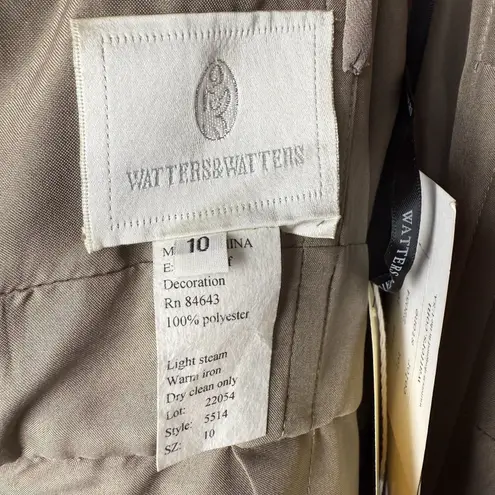 WATTERS&WATTERS
10
Decoration
Rn 84643
100% polyester
Light steam
Warm iron
Dry clean only
Lot: 22054
Style: 5514
SZ: 10
WATTERS